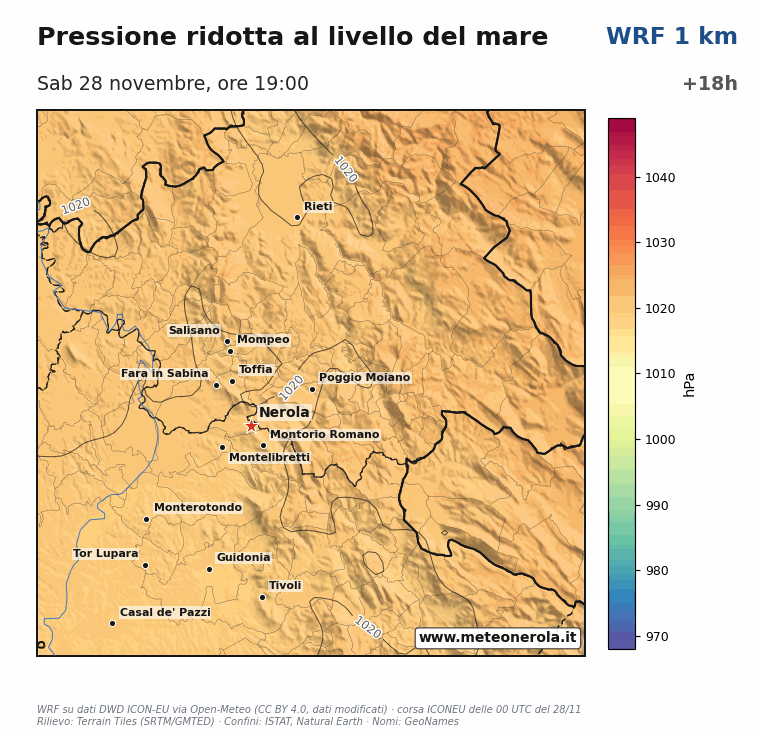 Pressione ridotta al livello del mare
WRF 1 km
Sab 28 novembre, ore 19:00
+18h
1020
1020
Rieti
Salisano
Mompeo
Fara in Sabina
Toffia
1020
Poggio Moiano
Nerola
Montorio Romano
Montelibretti
Monterotondo
Tor Lupara
Guidonia
Tivoli
Casal de' Pazzi
1020
www.meteonerola.it
1040
1030
1020
1010
1000
990
980
970
hPa
WRF su dati DWD ICON-EU via Open-Meteo (CC BY 4.0, dati modificati) · corsa ICONEU delle 00 UTC del 28/11
Rilievo: Terrain Tiles (SRTM/GMTED) · Confini: ISTAT, Natural Earth · Nomi: GeoNames